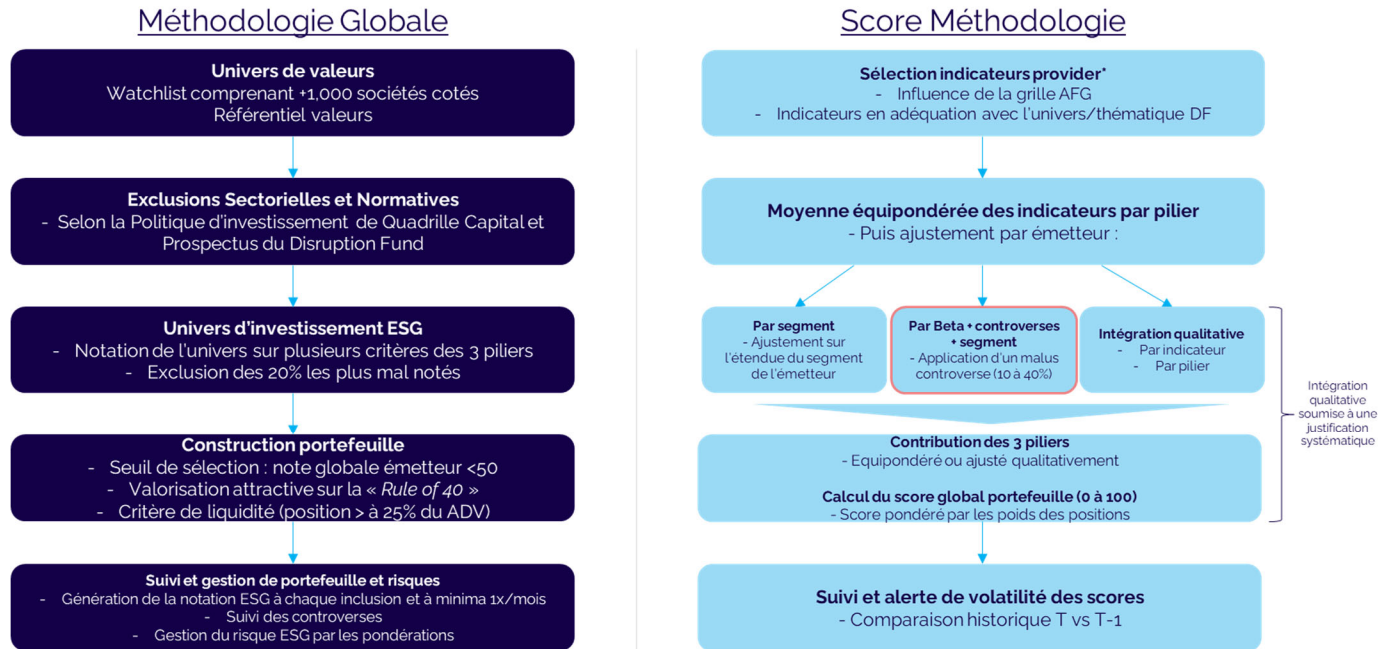 Méthodologie Globale
Univers de valeurs
Watchlist comprenant +1,000 sociétés cotés
Référentiel valeurs
Exclusions Sectorielles et Normatives
- Selon la Politique d'investissement de Quadrille Capital et
Prospectus du Disruption Fund
Univers d'investissement ESG
- Notation de l'univers sur plusieurs critères des 3 piliers
- Exclusion des 20% les plus mal notés
Construction portefeuille
- Seuil de sélection : note globale émetteur <50
- Valorisation attractive sur la « Rule of 40 »
- Critère de liquidité (position > à 25% du ADV)
Suivi et gestion de portefeuille et risques
- Génération de la notation ESG à chaque inclusion et à minima 1x/mois
- Suivi des controverses
- Gestion du risque ESG par les pondérations
Score Méthodologie
Sélection indicateurs provider*
- Influence de la grille AFG
- Indicateurs en adéquation avec l'univers/thématique DF
Moyenne équipondérée des indicateurs par pilier
- Puis ajustement par émetteur :
Par segment
- Ajustement sur
l'étendue du segment
de l'émetteur
Par Beta + controverses
+ segment
- Application d'un malus
controverse (10 à 40%)
Intégration qualitative
- Par indicateur
- Par pilier
Contribution des 3 piliers
- Equipondéré ou ajusté qualitativement
Calcul du score global portefeuille (0 à 100)
- Score pondéré par les poids des positions
Intégration
qualitative
soumise à une
justification
systématique
Suivi et alerte de volatilité des scores
- Comparaison historique T vs T-1